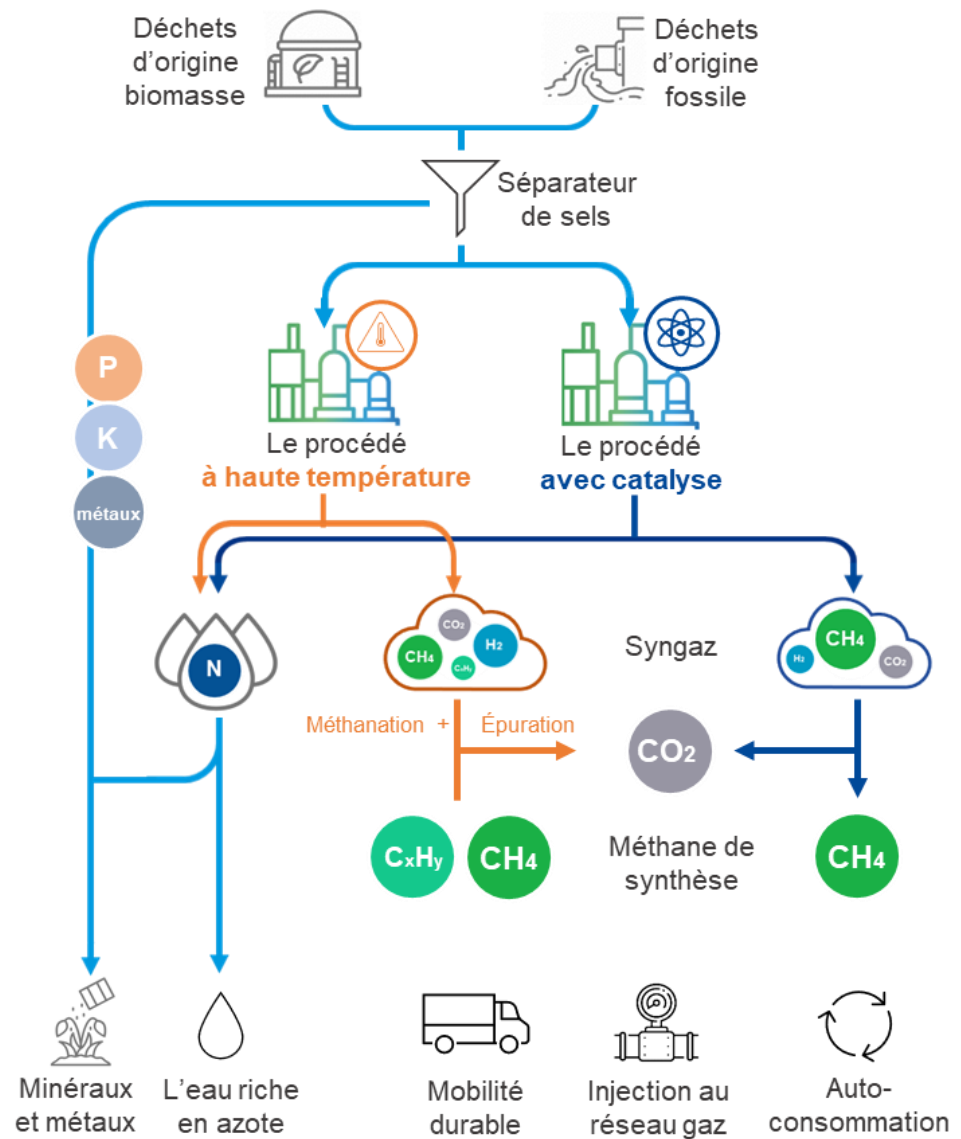 Déchets
d'origine
biomasse
Déchets
d'origine
fossile
Séparateur
de sels
P
K
métaux
Le procédé
à haute température
Le procédé
avec catalyse
N
CO₂
H₂
CH₄
CₓHᵧ
Syngaz
CH₄
H₂
CO₂
Méthanation + Épuration
CO₂
CₓHᵧ
CH₄
Méthane de
synthèse
CH₄
Minéraux
et métaux
L'eau riche
en azote
Mobilité
durable
Injection au
réseau gaz
Auto-
consommation